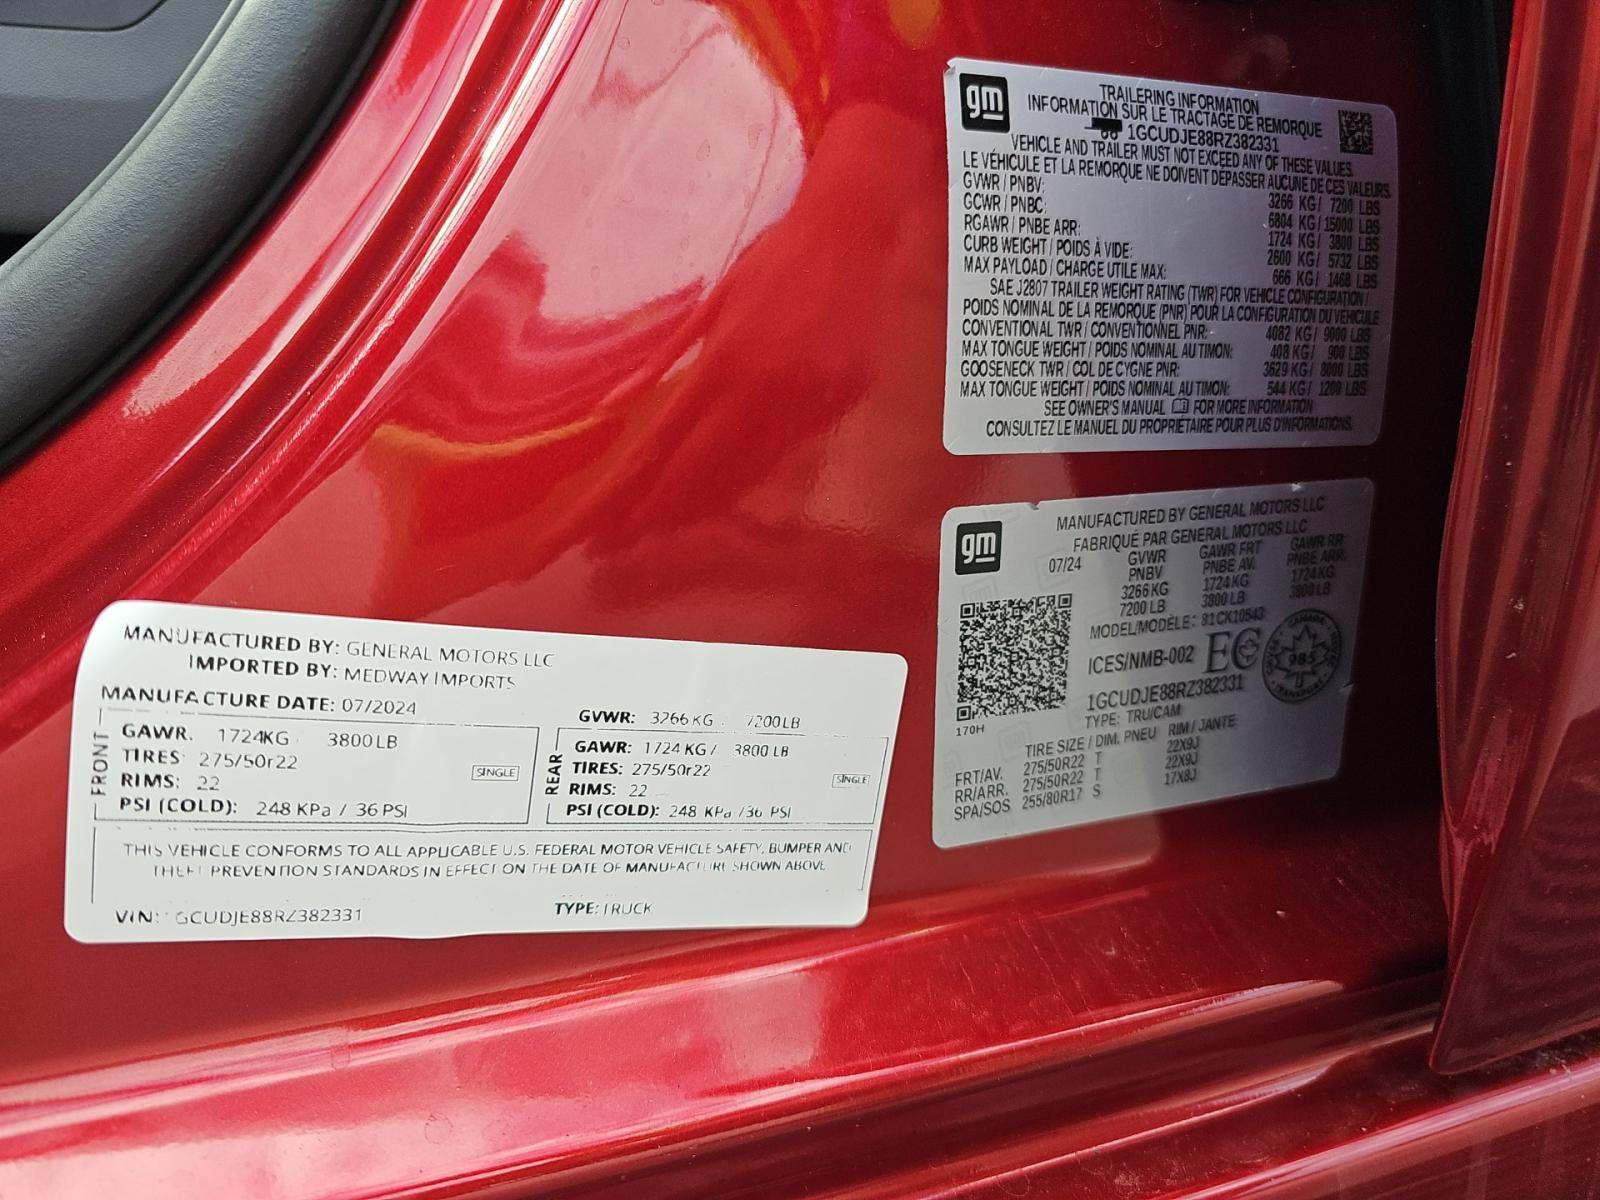 gm
TRAILERING INFORMATION
INFORMATION SUR LE TRACTAGE DE REMORQUE
1GCUDJE88RZ382331
VEHICLE AND TRAILER MUST NOT EXCEED ANY OF THESE VALUES.
LE VÉHICULE ET LA REMORQUE NE DOIVENT DÉPASSER AUCUNE DE CES VALEURS.
GVWR / PNBV: 3266 KG / 7200 LBS
GCWR / PNBC: 6804 KG / 15000 LBS
RGAWR / PNBE ARR: 1724 KG / 3800 LBS
CURB WEIGHT / POIDS À VIDE: 2600 KG / 5732 LBS
MAX PAYLOAD / CHARGE UTILE MAX: 666 KG / 1468 LBS
SAE J2807 TRAILER WEIGHT RATING (TWR) FOR VEHICLE CONFIGURATION /
POIDS NOMINAL DE LA REMORQUE (PNR) POUR LA CONFIGURATION DU VÉHICULE
CONVENTIONAL TWR / CONVENTIONNEL PNR: 4082 KG / 9000 LBS
MAX TONGUE WEIGHT / POIDS NOMINAL AU TIMON: 408 KG / 900 LBS
GOOSENECK TWR / COL DE CYGNE PNR: 3629 KG / 8000 LBS
MAX TONGUE WEIGHT / POIDS NOMINAL AU TIMON: 544 KG / 1200 LBS
SEE OWNER'S MANUAL FOR MORE INFORMATION
CONSULTEZ LE MANUEL DU PROPRIÉTAIRE POUR PLUS D'INFORMATIONS.
gm
MANUFACTURED BY GENERAL MOTORS LLC
FABRIQUÉ PAR GENERAL MOTORS LLC
07/24 GVWR GAWR FRT GAWR RR
PNBV PNBE AV. PNBE ARR.
3266 KG 1724 KG 1724 KG
7200 LB 3800 LB 3800 LB
MODEL/MODÈLE: 81CK10543
ICES/NMB-002 EC
CANADA
985
TRANSPORT
1GCUDJE88RZ382331
170H
TYPE: TRU/CAM
TIRE SIZE / DIM. PNEU RIM / JANTE
FRT/AV. 275/50R22 T 22X9J
RR/ARR. 275/50R22 T 22X9J
SPA/SOS 255/80R17 S 17X8J
MANUFACTURED BY: GENERAL MOTORS LLC
IMPORTED BY: MEDWAY IMPORTS
MANUFACTURE DATE: 07/2024
GVWR: 3266 KG 7200 LB
FRONT
GAWR. 1724KG 3800 LB
TIRES 275/50r22
RIMS: 22
SINGLE
PSI (COLD): 248 KPa / 36 PSI
REAR
GAWR: 1724 KG / 3800 LB
TIRES: 275/50r22
RIMS: 22
SINGLE
PSI (COLD): 248 KPa /36 PSI
THIS VEHICLE CONFORMS TO ALL APPLICABLE U.S. FEDERAL MOTOR VEHICLE SAFETY, BUMPER AND
THEFT PREVENTION STANDARDS IN EFFECT ON THE DATE OF MANUFACTURE SHOWN ABOVE
VIN: 1GCUDJE88RZ382331
TYPE: TRUCK